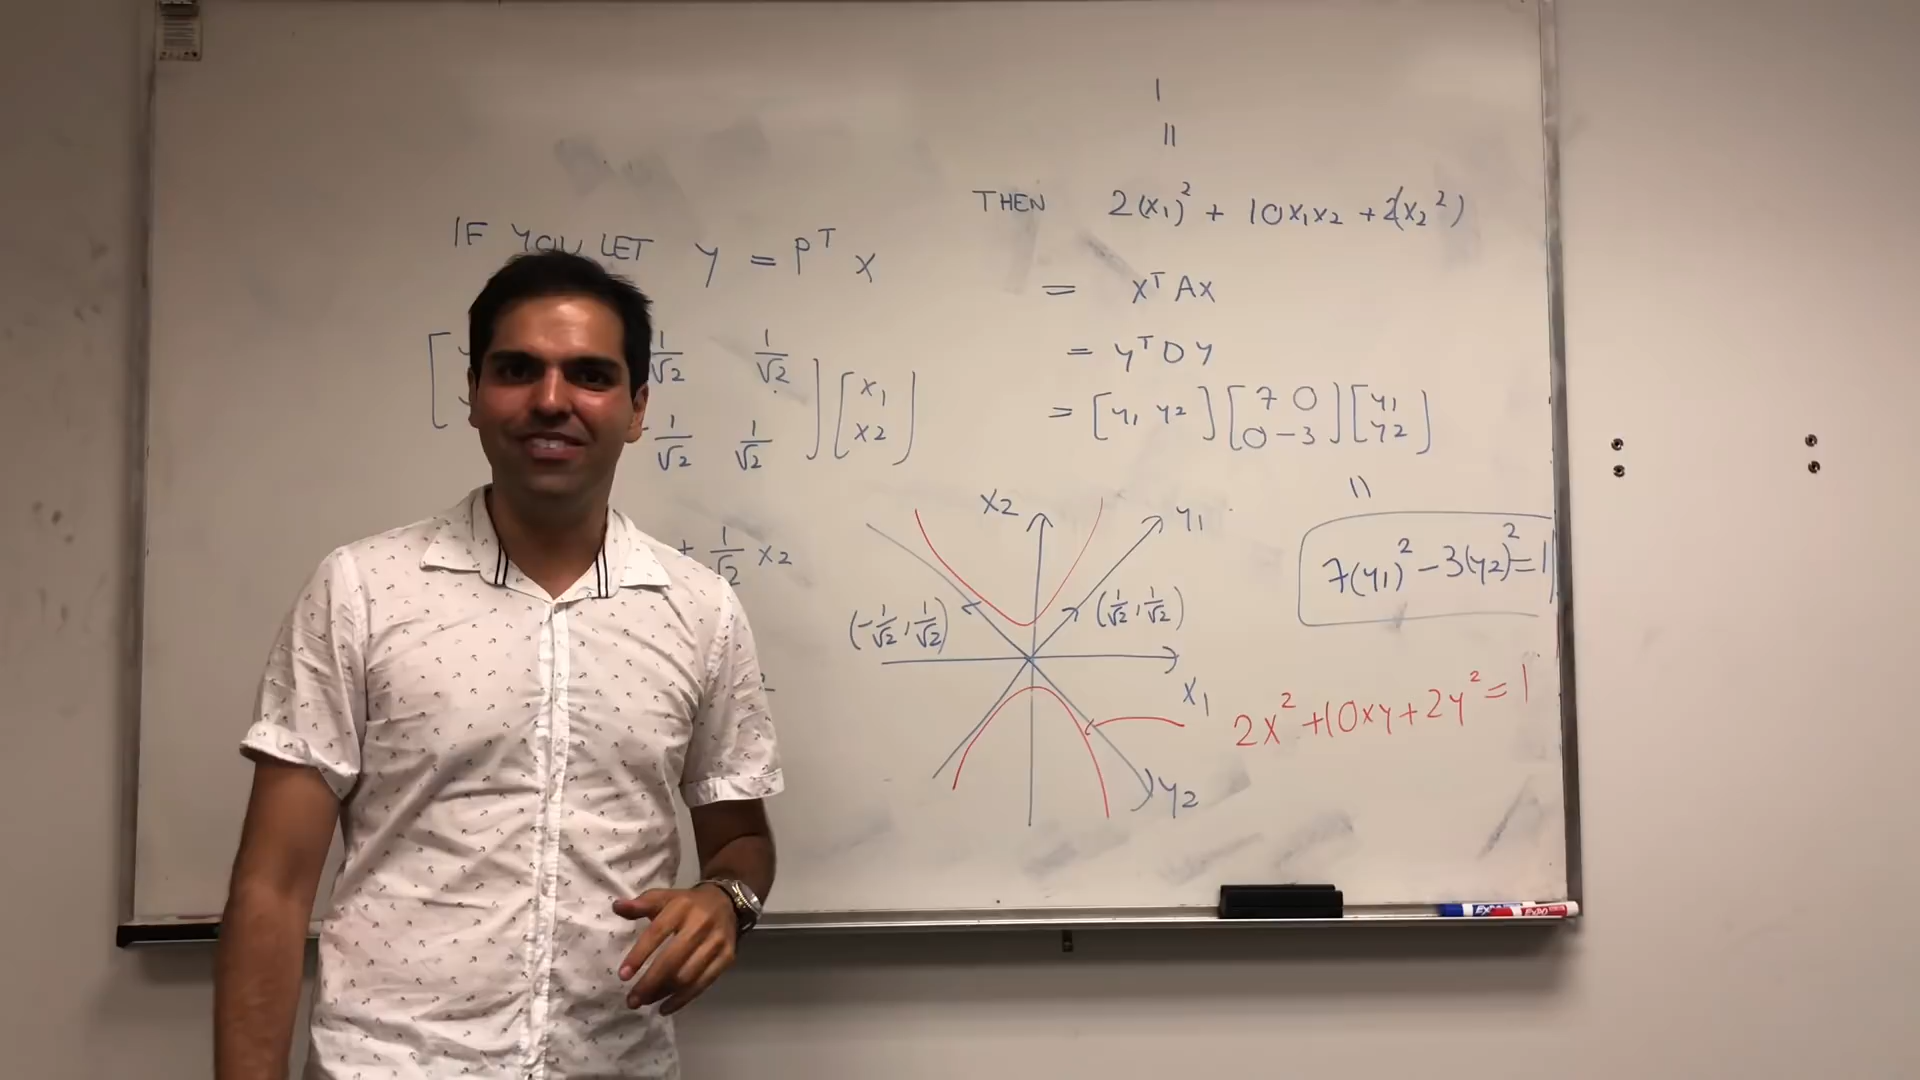 IF YOU LET y = Pᵀ x
1/√2 1/√2
1/√2 1/√2
[x1
x2]
+ 1/√2 x2
1
||
THEN 2(x1)² + 10x1x2 + 2(x2²)
= xᵀAx
= yᵀDy
= [y1 y2] [7 0
0 -3] [y1
y2]
||
7(y1)² - 3(y2)² = 1
x2
y1
(-1/√2, 1/√2)
(1/√2, 1/√2)
x1
2x² + 10xy + 2y² = 1
y2
EXPO
EXPO